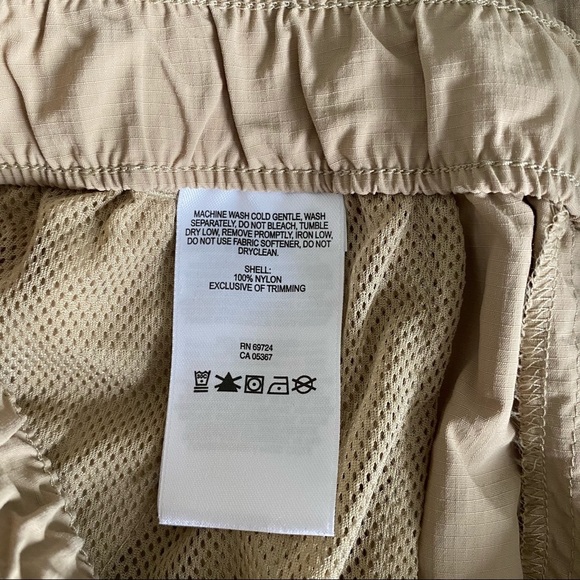 MACHINE WASH COLD GENTLE, WASH
SEPARATELY, DO NOT BLEACH, TUMBLE
DRY LOW, REMOVE PROMPTLY, IRON LOW,
DO NOT USE FABRIC SOFTENER, DO NOT
DRYCLEAN.
SHELL:
100% NYLON
EXCLUSIVE OF TRIMMING
RN 69724
CA 05367